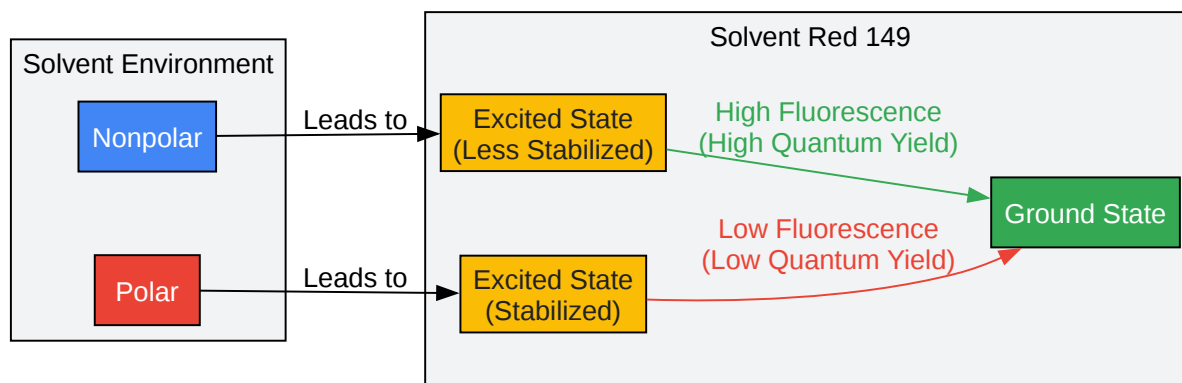 Solvent Red 149
Solvent Environment
Nonpolar
Leads to
Excited State
(Less Stabilized)
High Fluorescence
(High Quantum Yield)
Ground State
Polar
Leads to
Excited State
(Stabilized)
Low Fluorescence
(Low Quantum Yield)